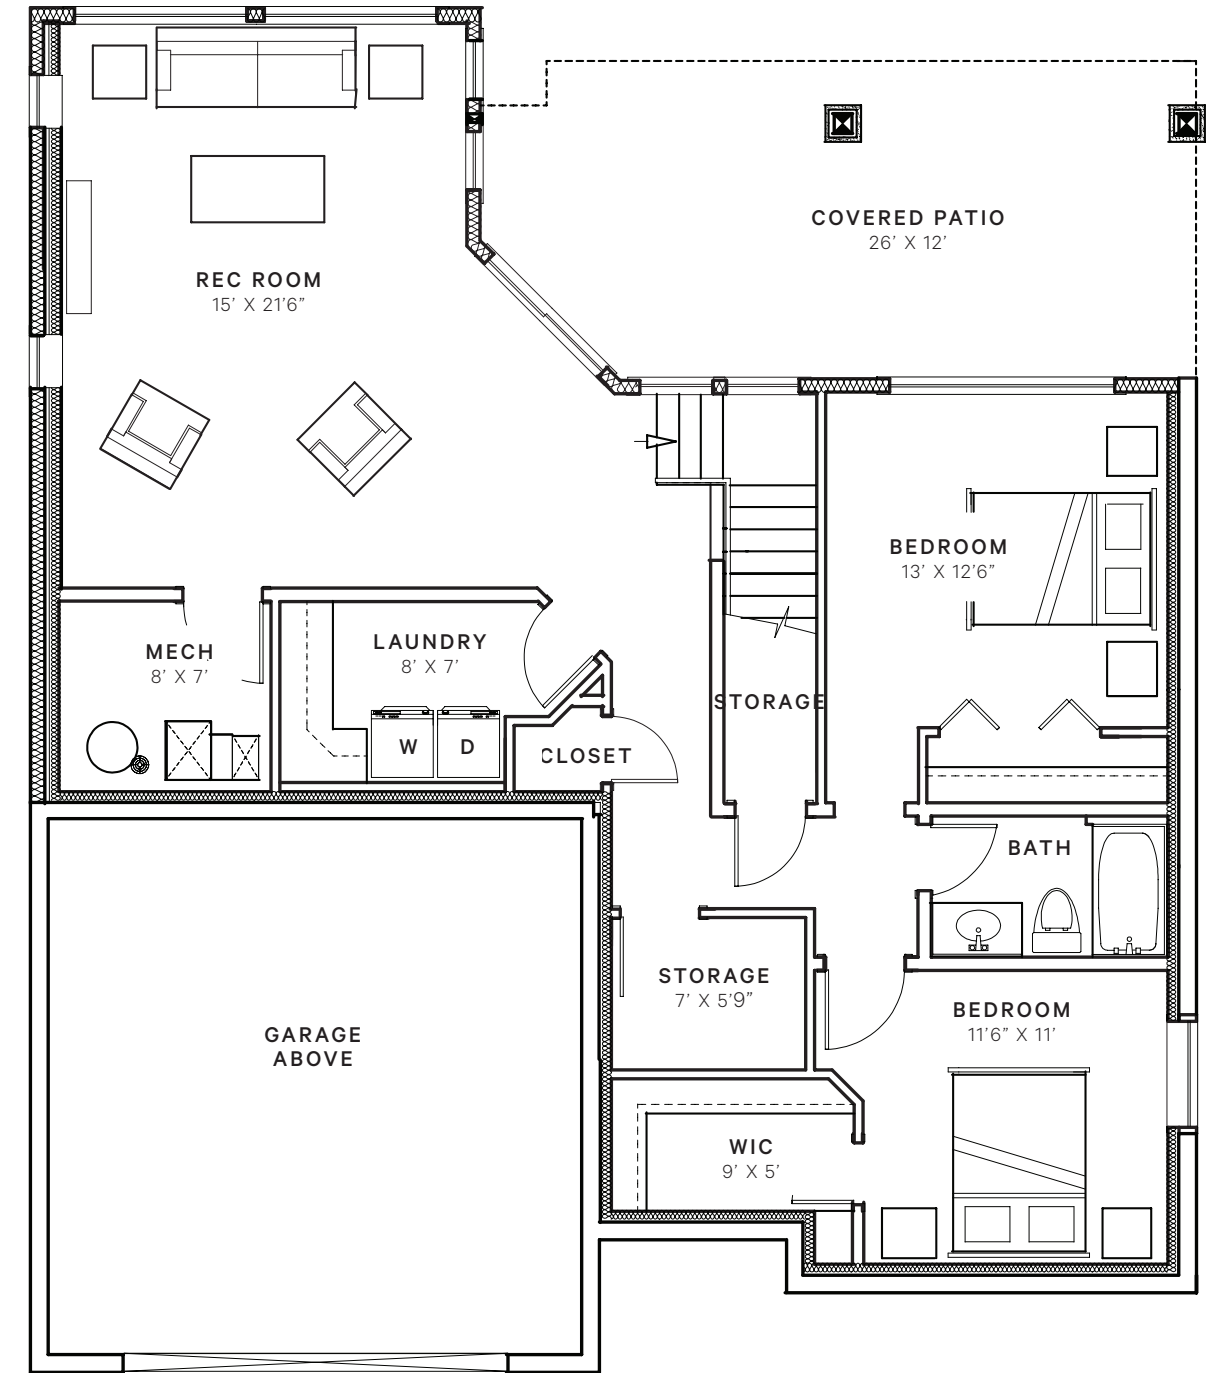 COVERED PATIO
26’ X 12’
REC ROOM
15’ X 21’6”
BEDROOM
13’ X 12’6”
MECH
8’ X 7’
LAUNDRY
8’ X 7’
STORAGE
W
D
CLOSET
BATH
STORAGE
7’ X 5’9”
BEDROOM
11’6” X 11’
GARAGE
ABOVE
WIC
9’ X 5’